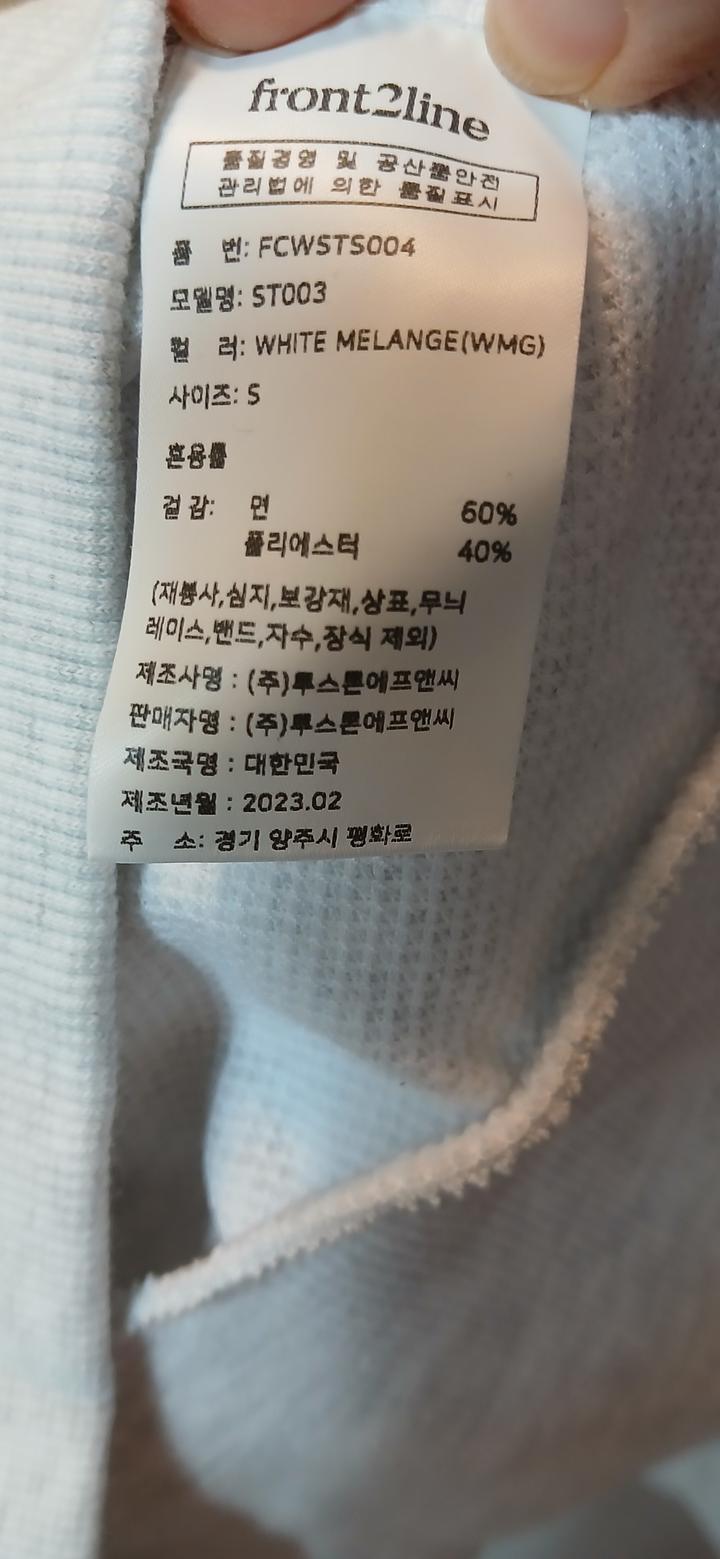 front2line
품질경영 및 공산품안전
관리법에 의한 품질표시
품 번: FCWSTS004
모델명: ST003
컬 러: WHITE MELANGE(WMG)
사이즈: S
혼용률
겉감: 면 60%
폴리에스터 40%
(재봉사,심지,보강재,상표,무늬
레이스,밴드,자수,장식 제외)
제조사명 : (주)루스론에프앤씨
판매자명 : (주)루스론에프앤씨
제조국명 : 대한민국
제조년월 : 2023.02
주 소: 경기 양주시 평화로